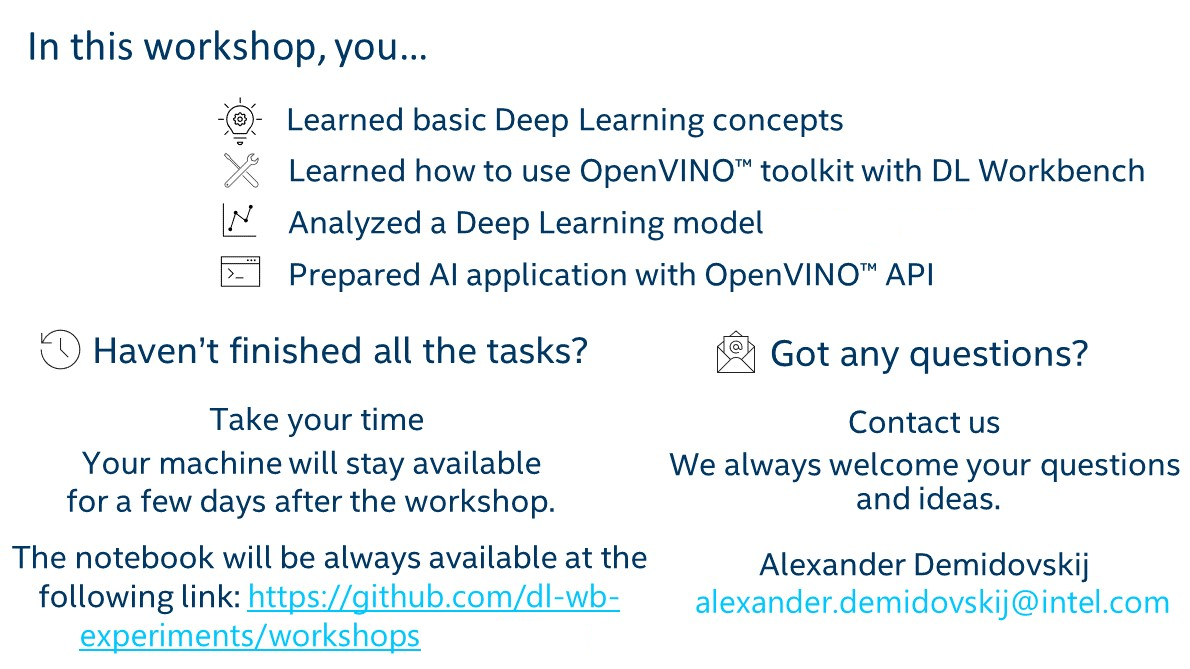 In this workshop, you...
Learned basic Deep Learning concepts
Learned how to use OpenVINO™ toolkit with DL Workbench
Analyzed a Deep Learning model
Prepared AI application with OpenVINO™ API
Haven’t finished all the tasks?
Take your time
Your machine will stay available
for a few days after the workshop.
The notebook will be always available at the
following link: https://github.com/dl-wb-
experiments/workshops
Got any questions?
Contact us
We always welcome your questions
and ideas.
Alexander Demidovskij
alexander.demidovskij@intel.com